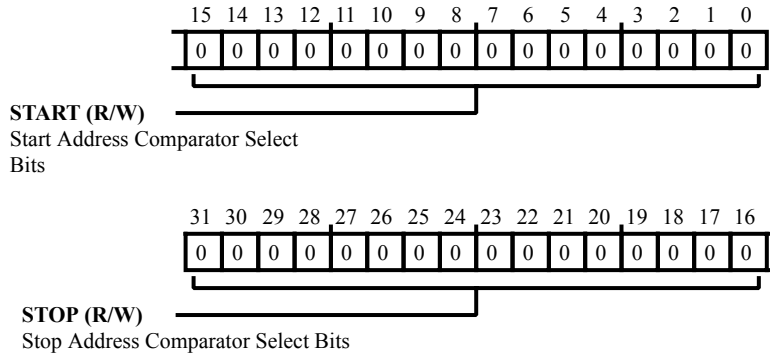 15 14 13 12 11 10 9 8 7 6 5 4 3 2 1 0
0 0 0 0 0 0 0 0 0 0 0 0 0 0 0 0
START (R/W)
Start Address Comparator Select
Bits
31 30 29 28 27 26 25 24 23 22 21 20 19 18 17 16
0 0 0 0 0 0 0 0 0 0 0 0 0 0 0 0
STOP (R/W)
Stop Address Comparator Select Bits